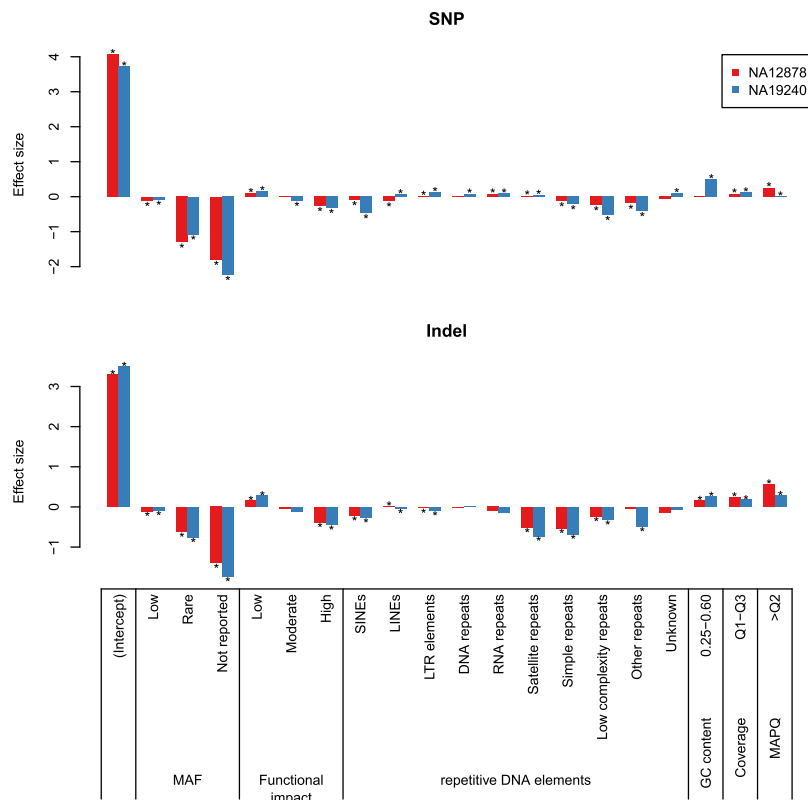 SNP
NA12878
NA19240
Effect size
4
3
2
1
0
−1
−2
* * * * * * * * * * * * * * * * * * * * * * * * * * * * * * * *
Indel
Effect size
3
2
1
0
−1
(Intercept)
Low
Rare
Not reported
Low
Moderate
High
SINEs
LINEs
LTR elements
DNA repeats
RNA repeats
Satellite repeats
Simple repeats
Low complexity repeats
Other repeats
Unknown
0.25−0.60
Q1−Q3
>Q2
MAF
Functional
impact
repetitive DNA elements
GC content
Coverage
MAPQ